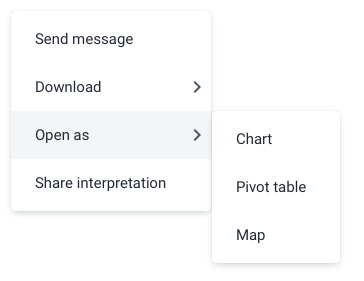 Send message
Download
Open as
Share interpretation
Chart
Pivot table
Map